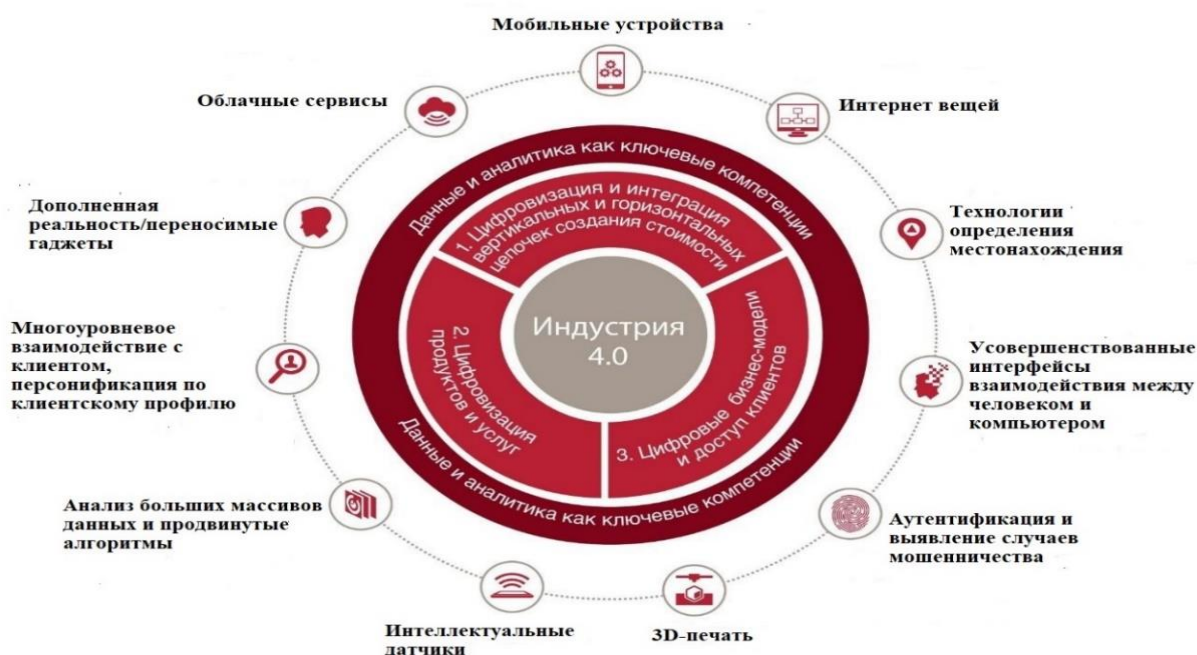 Мобильные устройства
Облачные сервисы
Интернет вещей
Дополненная
реальность/переносимые
гаджеты
Технологии
определения
местонахождения
Многоуровневое
взаимодействие с
клиентом,
персонификация по
клиентскому профилю
Усовершенствованные
интерфейсы
взаимодействия между
человеком и
компьютером
Анализ больших массивов
данных и продвинутые
алгоритмы
Аутентификация и
выявление случаев
мошенничества
Интеллектуальные
датчики
3D-печать
Данные и аналитика как ключевые компетенции
1. Цифровизация и интеграция
вертикальных и горизонтальных
цепочек создания стоимости
Индустрия
4.0
2. Цифровизация
продуктов и услуг
3. Цифровые бизнес-модели
и доступ клиентов
Данные и аналитика как ключевые компетенции